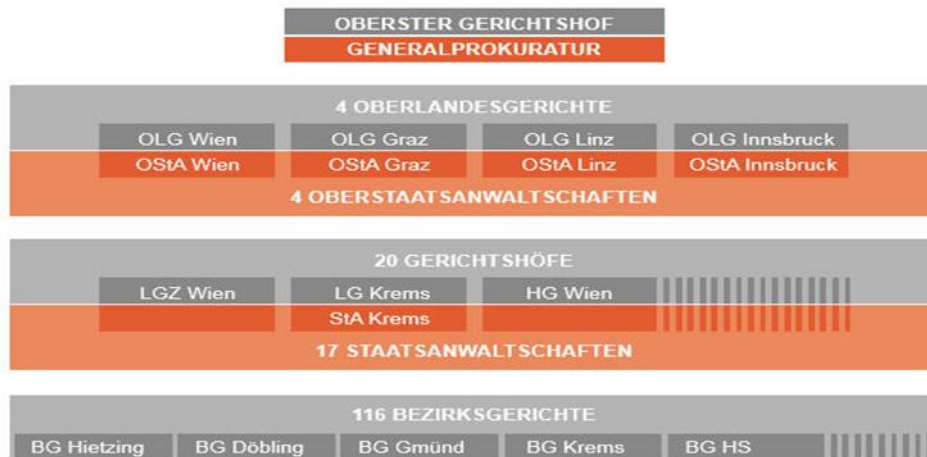 OBERSTER GERICHTSHOF
GENERALPROKURATUR
4 OBERLANDESGERICHTE
OLG Wien OLG Graz OLG Linz OLG Innsbruck
OStA Wien OStA Graz OStA Linz OStA Innsbruck
4 OBERSTAATSANWALTSCHAFTEN
20 GERICHTSHÖFE
LGZ Wien LG Krems HG Wien
StA Krems
17 STAATSANWALTSCHAFTEN
116 BEZIRKSGERICHTE
BG Hietzing BG Döbling BG Gmünd BG Krems BG HS